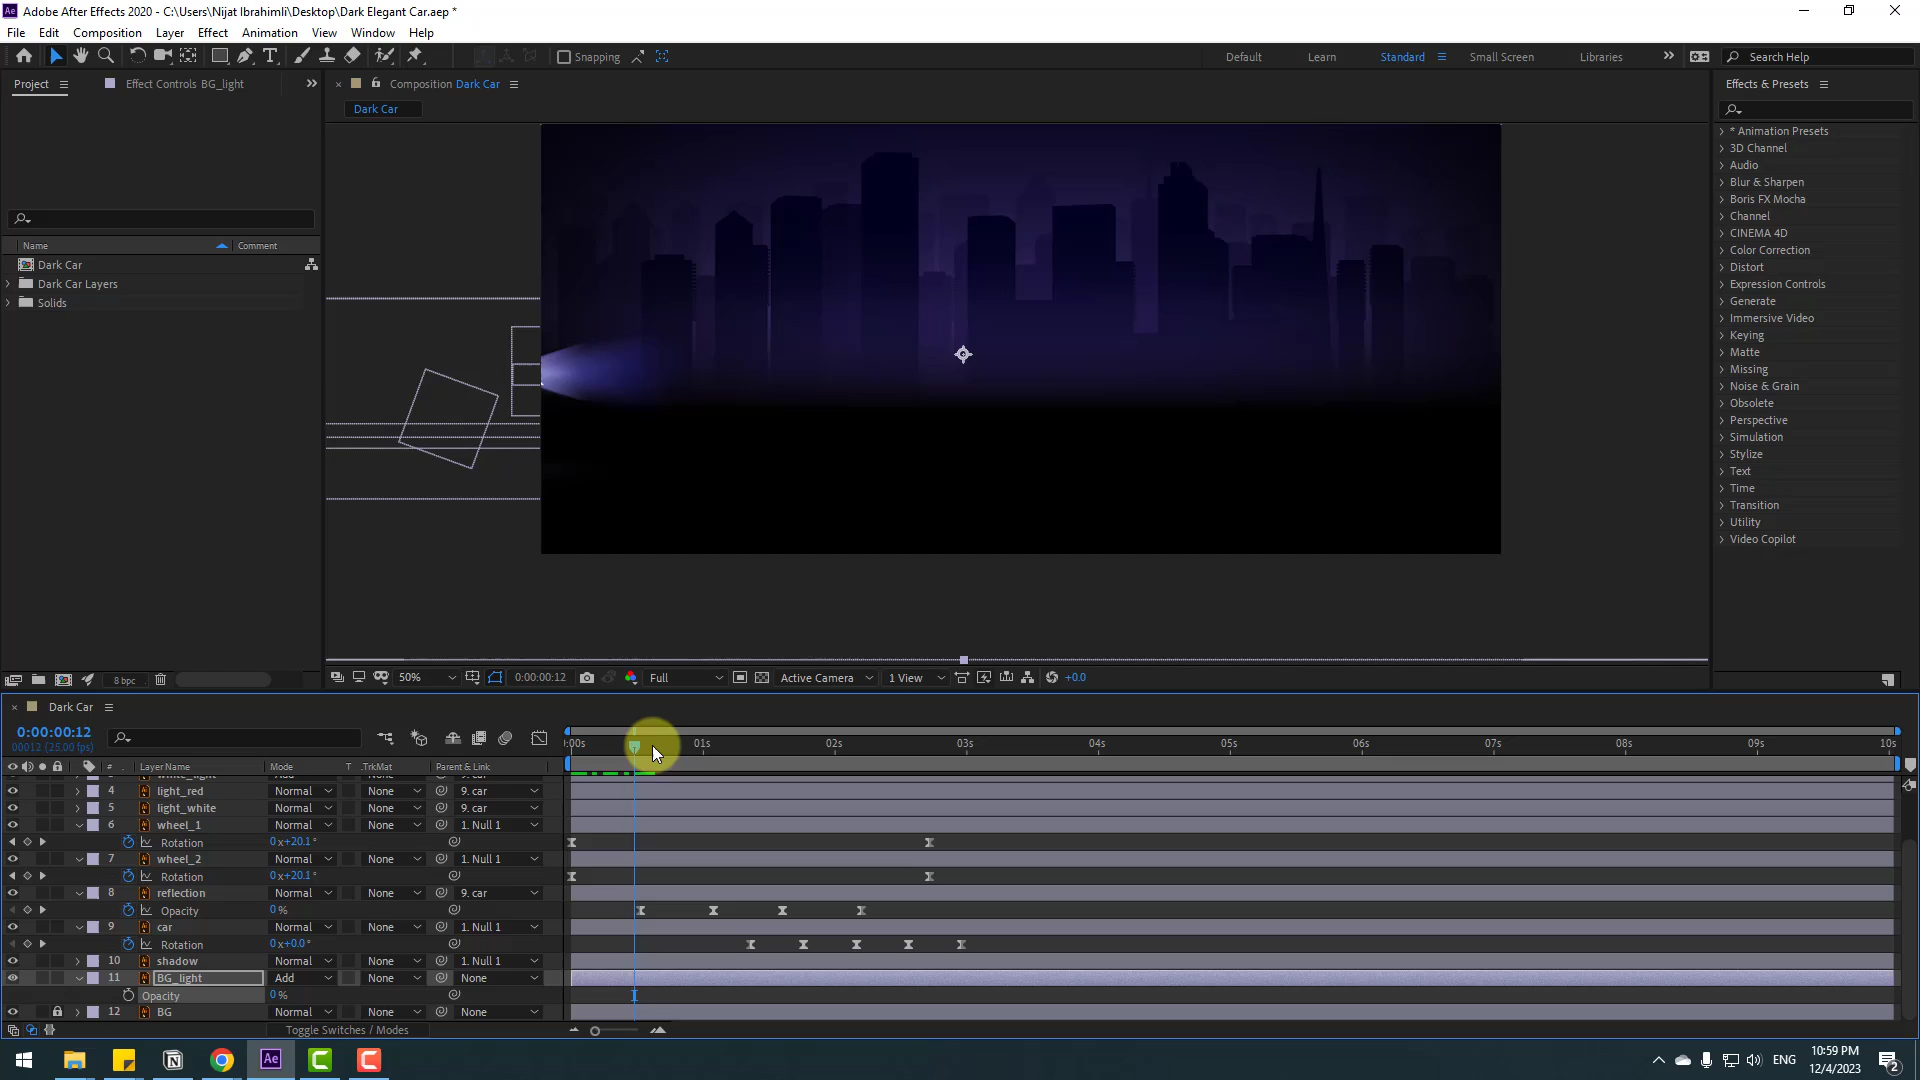 Adobe After Effects 2020 - C:\Users\Nijat Ibrahimli\Desktop\Dark Elegant Car.aep *
File Edit Composition Layer Effect Animation View Window Help
Snapping Default Learn Standard Small Screen Libraries Search Help
Project Effect Controls BG_light Composition Dark Car Effects & Presets
Dark Car
* Animation Presets
3D Channel
Audio
Blur & Sharpen
Boris FX Mocha
Channel
CINEMA 4D
Color Correction
Distort
Expression Controls
Generate
Immersive Video
Keying
Matte
Missing
Noise & Grain
Obsolete
Perspective
Simulation
Stylize
Text
Time
Transition
Utility
Video Copilot
Name Comment
Dark Car
Dark Car Layers
Solids
8 bpc 50% 0:00:00:12 Full Active Camera 1 View +0.0
Dark Car
0:00:00:12
00012 (25.00 fps)
:00s 01s 02s 03s 04s 05s 06s 07s 08s 09s 10s
# Layer Name Mode T .TrkMat Parent & Link
4 light_red Normal None 9. car
5 light_white Normal None 9. car
6 wheel_1 Normal None 1. Null 1
Rotation 0x+20.1°
7 wheel_2 Normal None 1. Null 1
Rotation 0x+20.1°
8 reflection Normal None 9. car
Opacity 0 %
9 car Normal None 1. Null 1
Rotation 0x+0.0°
10 shadow Normal None 1. Null 1
11 BG_light Add None None
Opacity 0 %
12 BG Normal None None
Toggle Switches / Modes
ENG 10:59 PM
12/4/2023 2